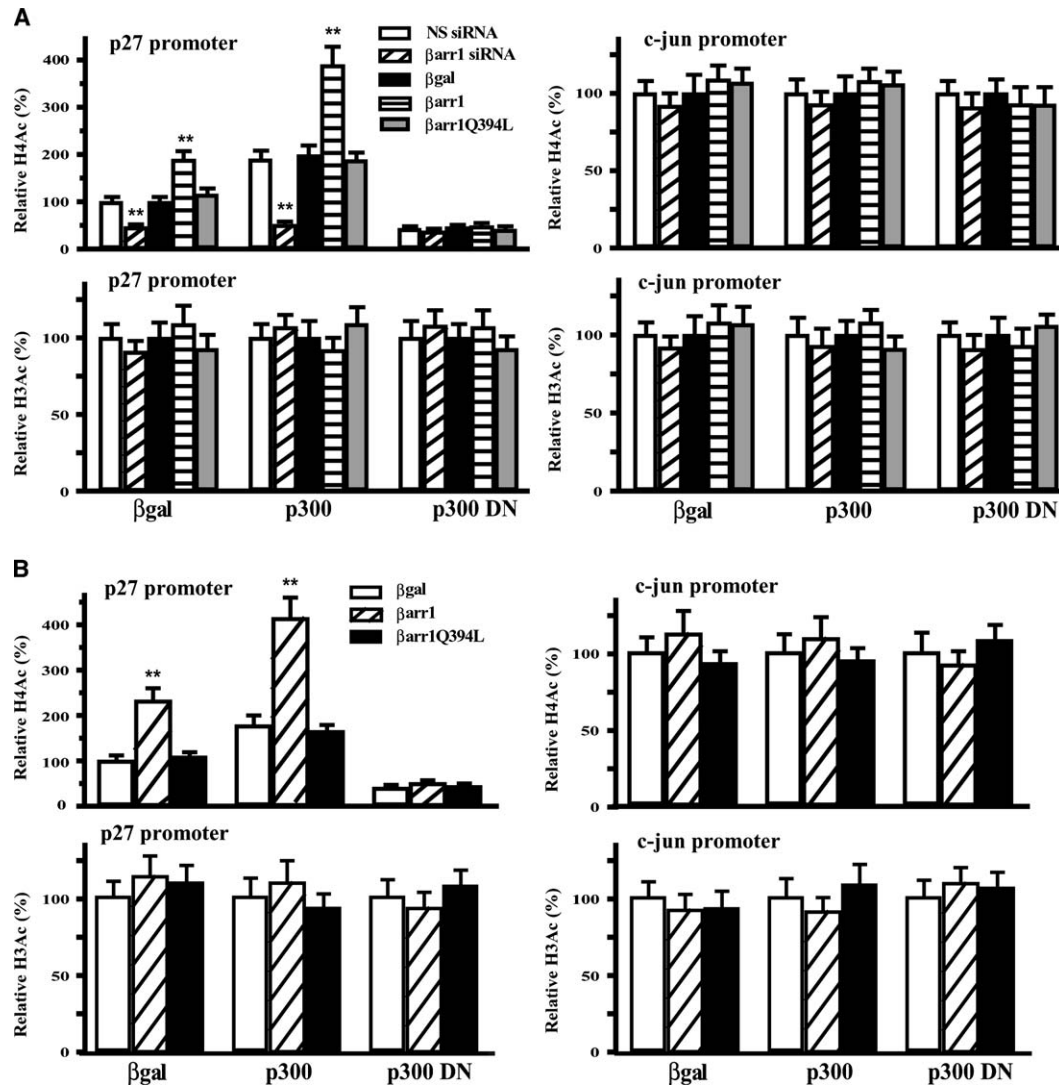 A
p27 promoter
Relative H4Ac (%)
400
300
200
100
0
**
**
**
**
NS siRNA
βarr1 siRNA
βgal
βarr1
βarr1Q394L
c-jun promoter
Relative H4Ac (%)
100
50
0
p27 promoter
Relative H3Ac (%)
100
50
0
βgal
p300
p300 DN
c-jun promoter
Relative H3Ac (%)
100
50
0
βgal
p300
p300 DN
B
p27 promoter
Relative H4Ac (%)
400
300
200
100
0
**
**
βgal
βarr1
βarr1Q394L
c-jun promoter
Relative H4Ac (%)
100
50
0
p27 promoter
Relative H3Ac (%)
100
50
0
βgal
p300
p300 DN
c-jun promoter
Relative H3Ac (%)
100
50
0
βgal
p300
p300 DN